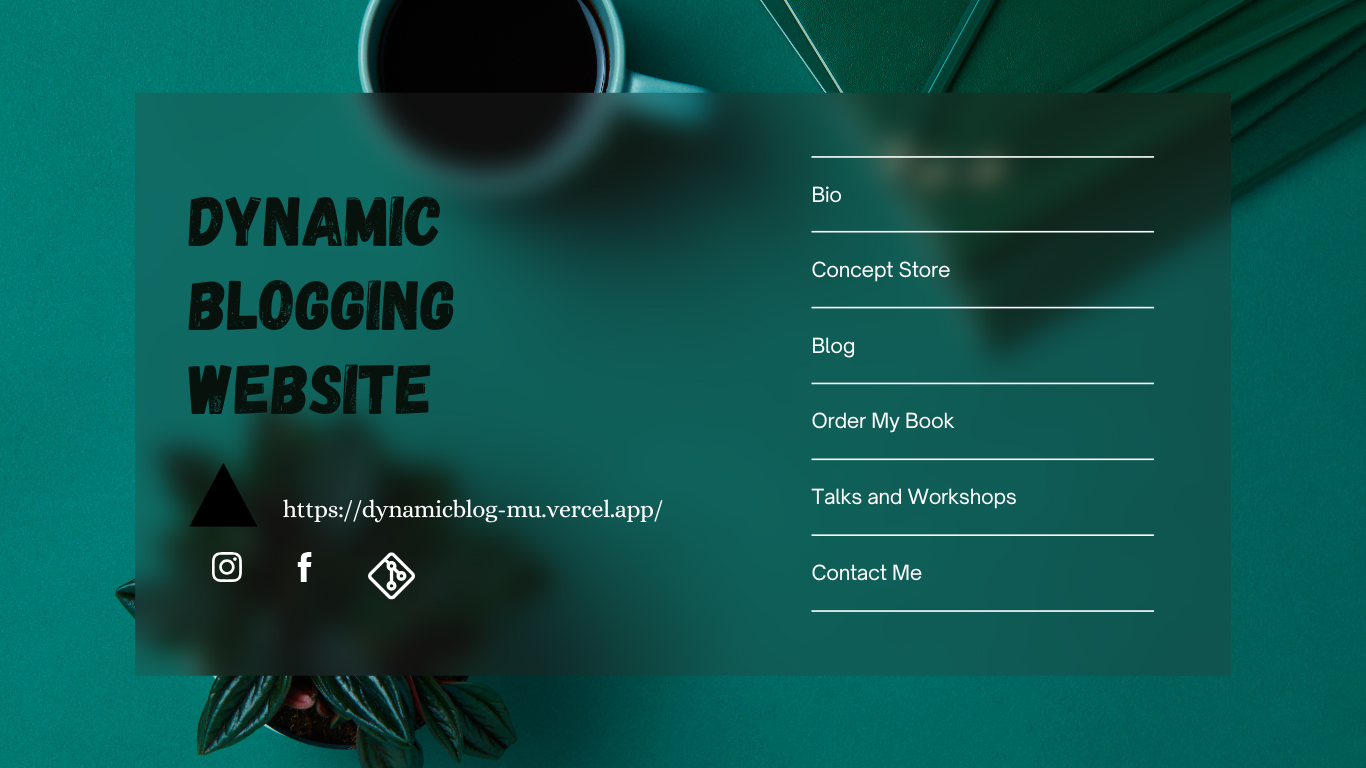 DYNAMIC
BLOGGING
WEBSITE
https://dynamicblog-mu.vercel.app/
Bio
Concept Store
Blog
Order My Book
Talks and Workshops
Contact Me